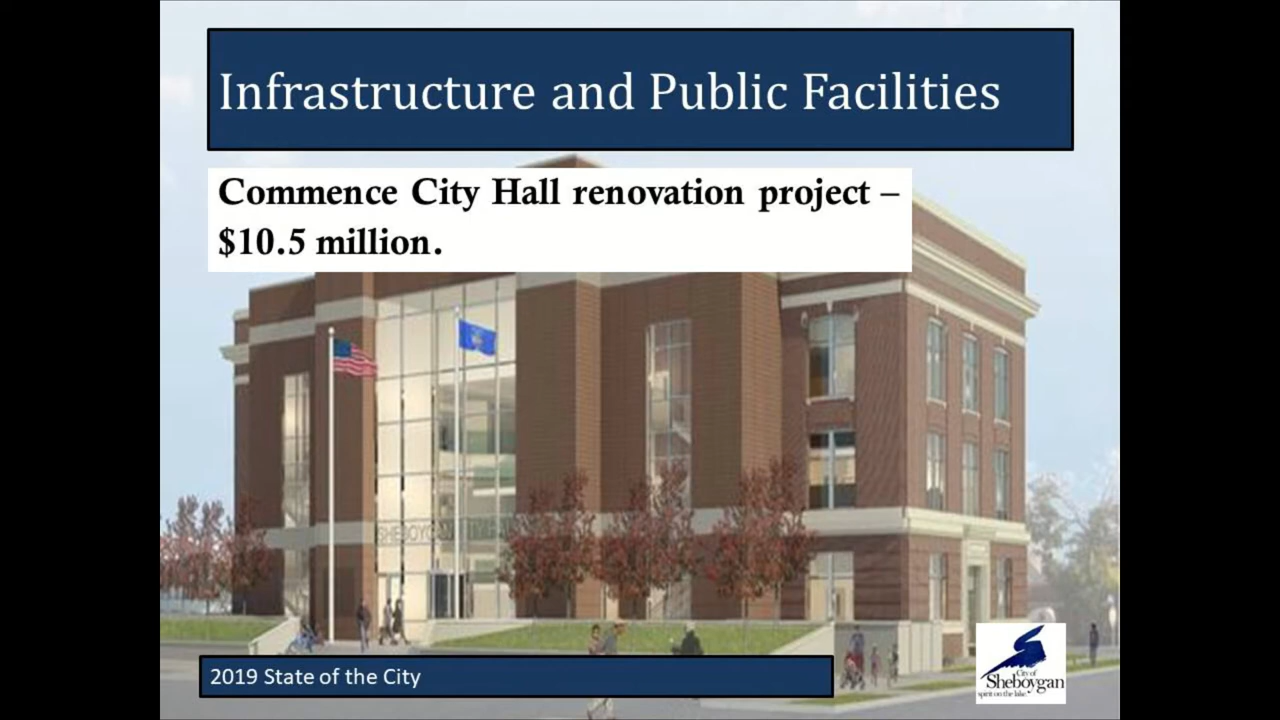 Infrastructure and Public Facilities
Commence City Hall renovation project –
$10.5 million.
SHEBOYGAN
2019 State of the City
City of
Sheboygan
spirit on the lake.